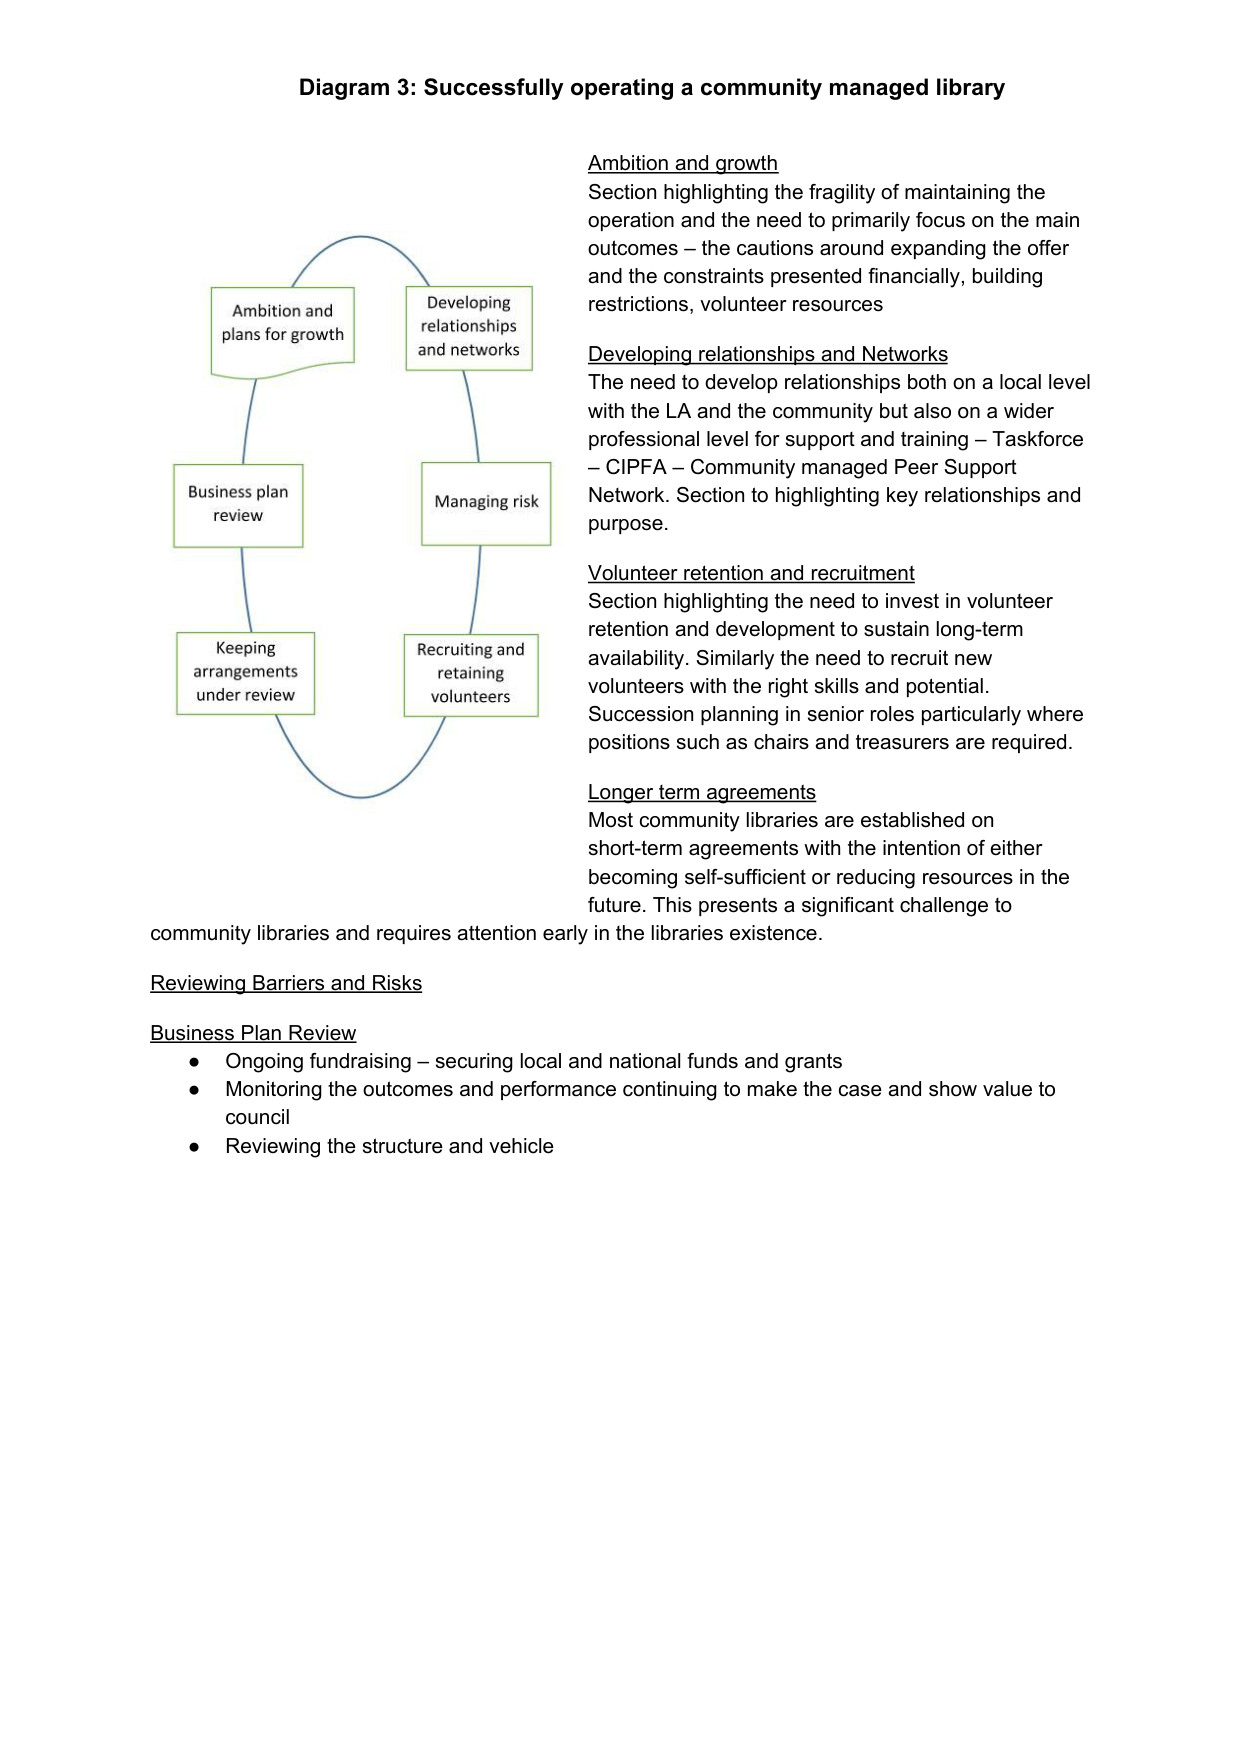 Diagram 3: Successfully operating a community managed library
Ambition and
plans for growth
Developing
relationships
and networks
Business plan
review
Managing risk
Keeping
arrangements
under review
Recruiting and
retaining
volunteers
Ambition and growth
Section highlighting the fragility of maintaining the
operation and the need to primarily focus on the main
outcomes – the cautions around expanding the offer
and the constraints presented financially, building
restrictions, volunteer resources
Developing relationships and Networks
The need to develop relationships both on a local level
with the LA and the community but also on a wider
professional level for support and training – Taskforce
– CIPFA – Community managed Peer Support
Network. Section to highlighting key relationships and
purpose.
Volunteer retention and recruitment
Section highlighting the need to invest in volunteer
retention and development to sustain long-term
availability. Similarly the need to recruit new
volunteers with the right skills and potential.
Succession planning in senior roles particularly where
positions such as chairs and treasurers are required.
Longer term agreements
Most community libraries are established on
short-term agreements with the intention of either
becoming self-sufficient or reducing resources in the
future. This presents a significant challenge to
community libraries and requires attention early in the libraries existence.
Reviewing Barriers and Risks
Business Plan Review
● Ongoing fundraising – securing local and national funds and grants
● Monitoring the outcomes and performance continuing to make the case and show value to
council
● Reviewing the structure and vehicle